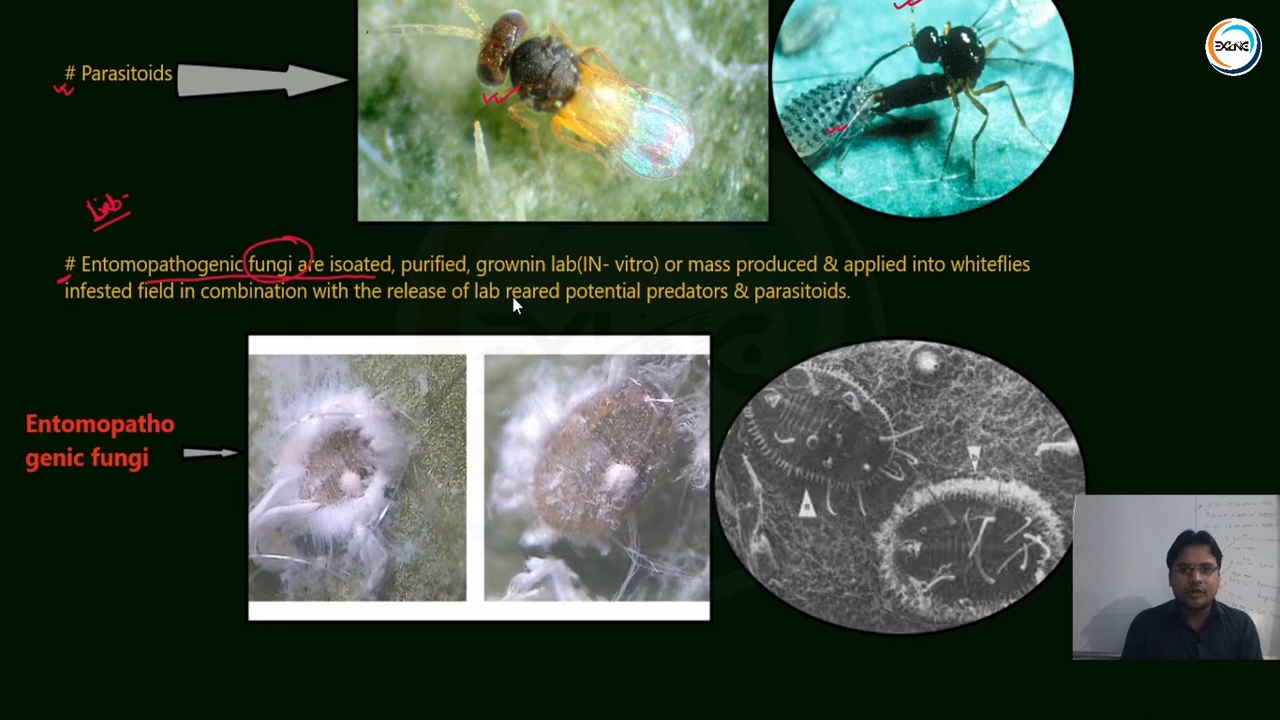 EXONIC
# Parasitoids
Lab-
# Entomopathogenic fungi are isoated, purified, grownin lab(IN- vitro) or mass produced & applied into whiteflies
infested field in combination with the release of lab reared potential predators & parasitoids.
Entomopatho
genic fungi
a
b